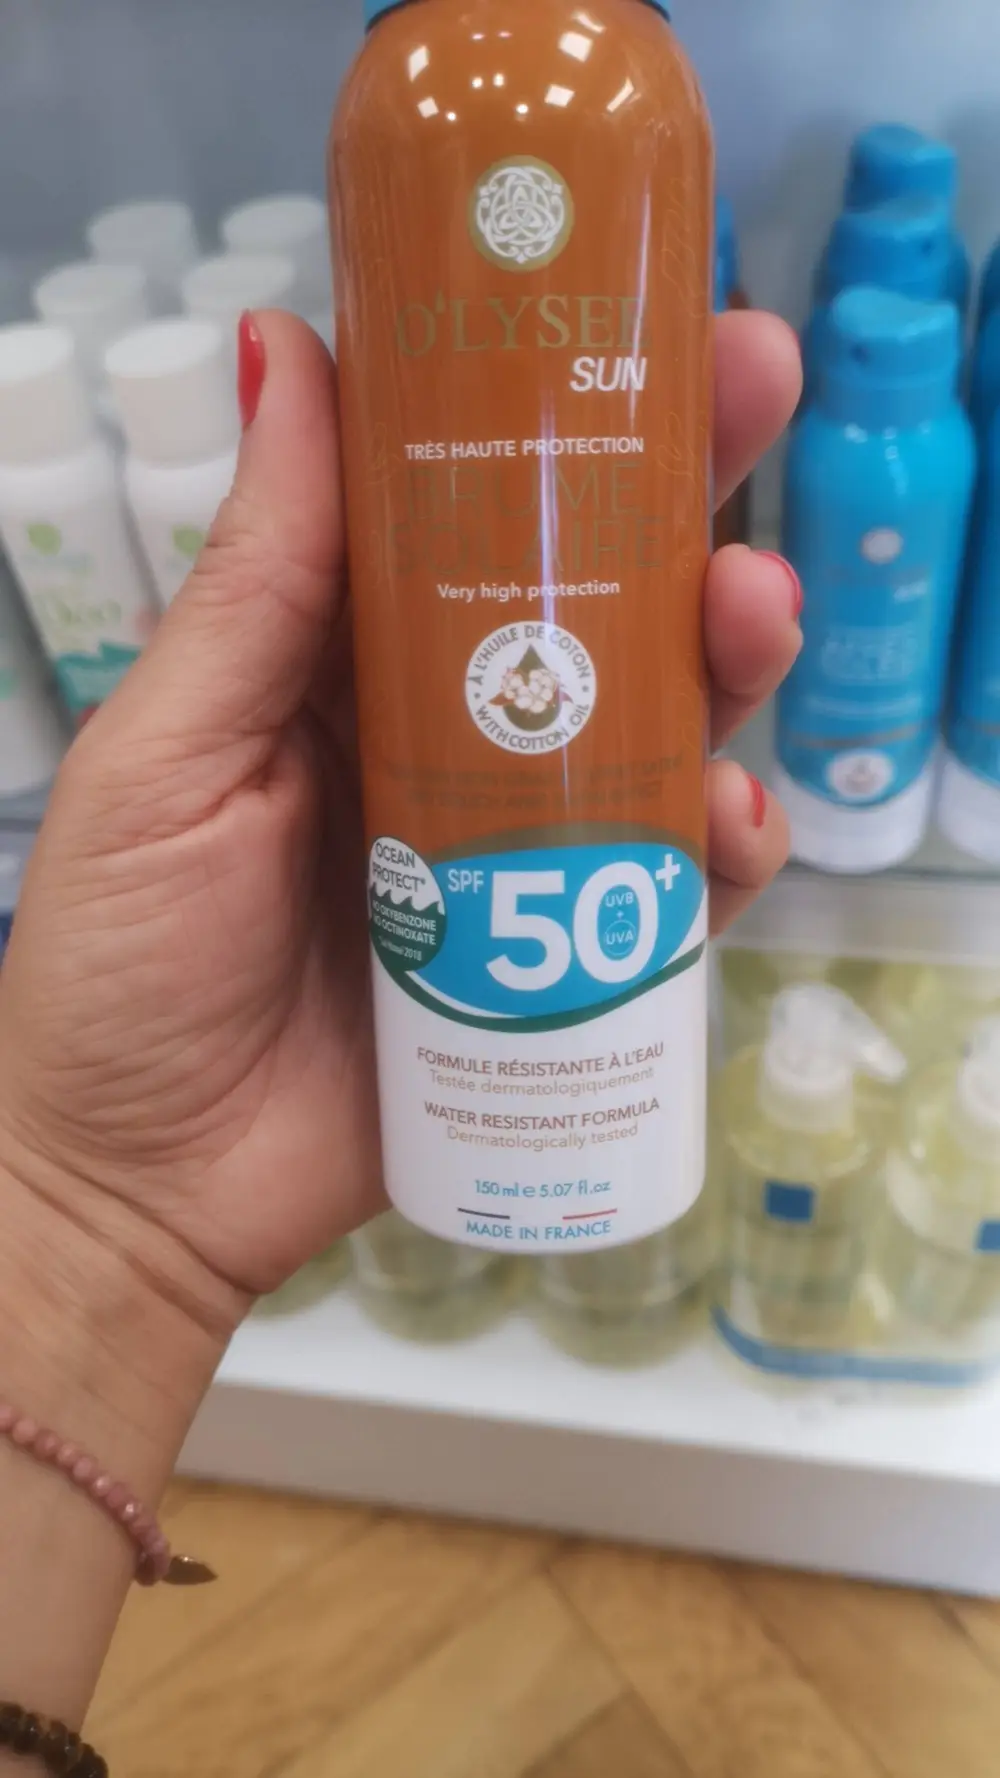 O'LYSEE
SUN
TRÈS HAUTE PROTECTION
BRUME
SOLAIRE
Very high protection
À L'HUILE DE COTON
WITH COTTON OIL
OCEAN
PROTECT*
NO OXYBENZONE
NO OCTINOXATE
SPF 50+
UVB
+
UVA
FORMULE RÉSISTANTE À L'EAU
Testée dermatologiquement
WATER RESISTANT FORMULA
Dermatologically tested
150 ml e 5.07 fl.oz
MADE IN FRANCE